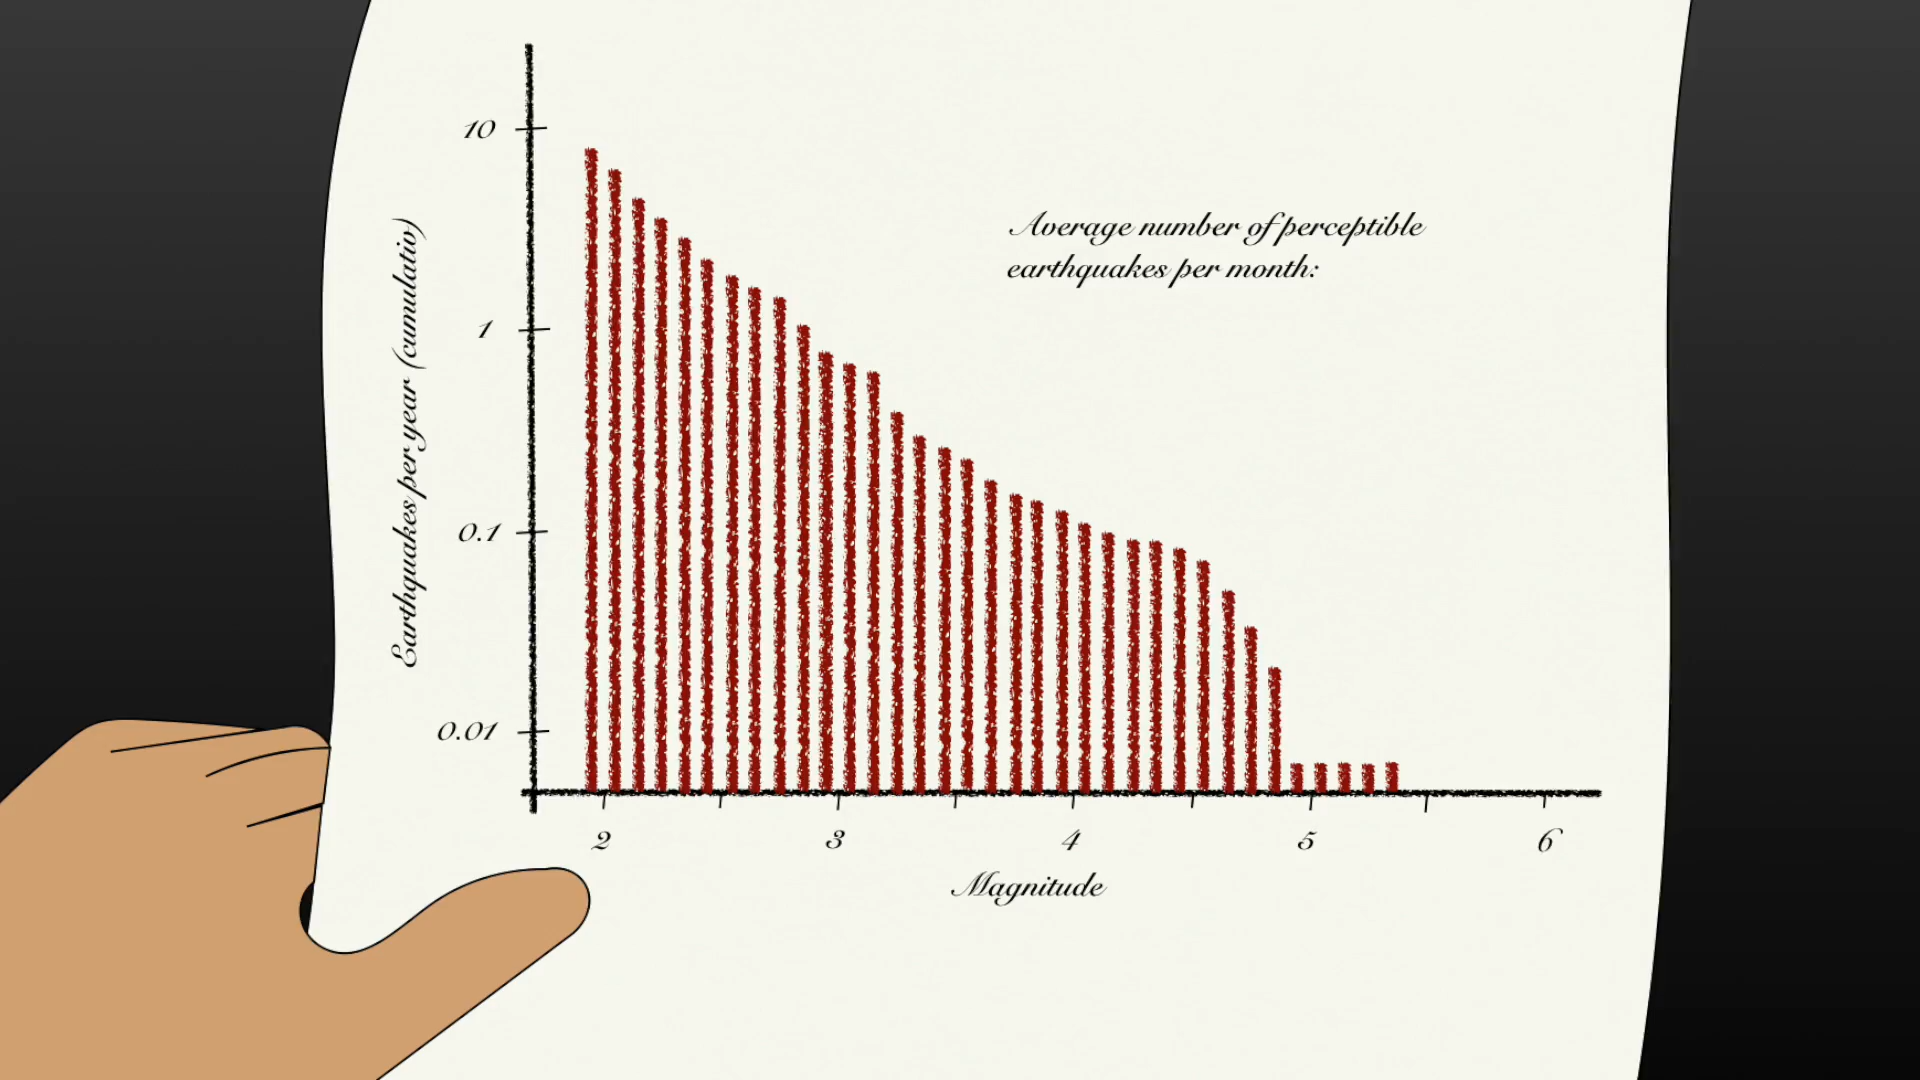 10
1
0.1
0.01
Earthquakes per year (cumulativ)
Average number of perceptible
earthquakes per month:
2 3 4 5 6
Magnitude